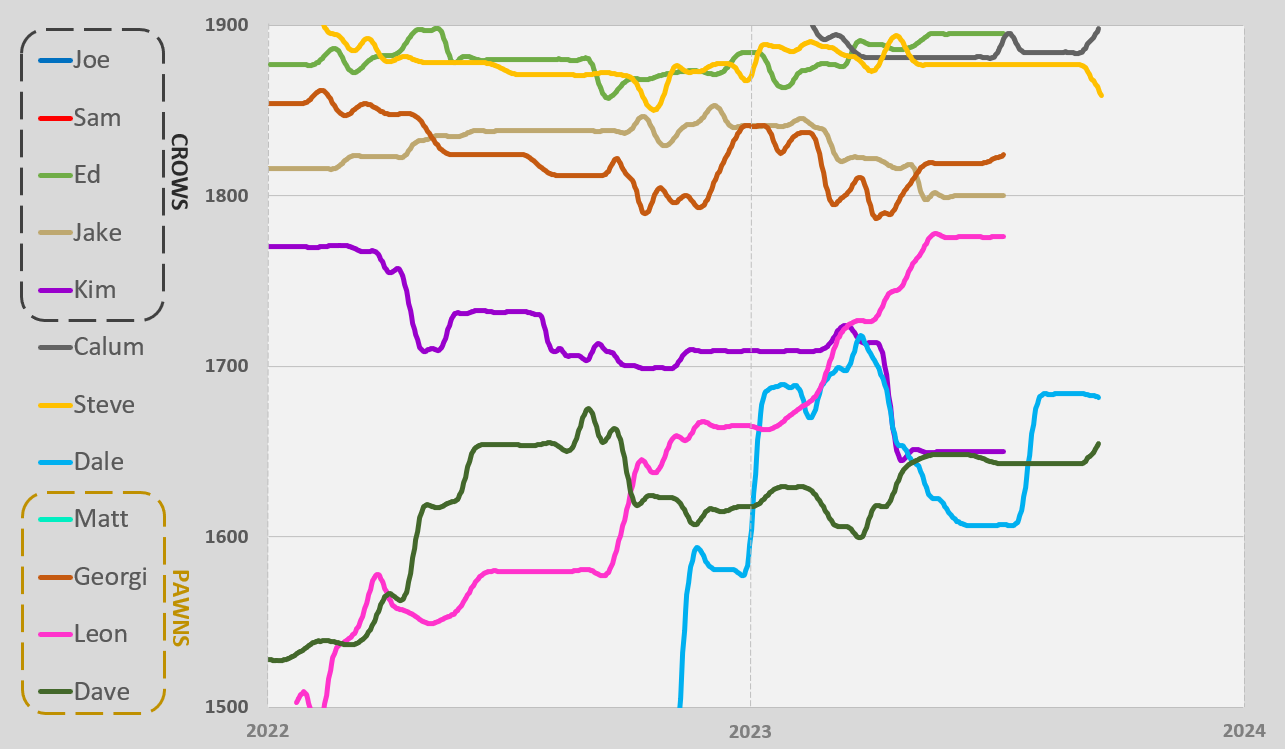 Joe
Sam
Ed
Jake
Kim
CROWS
Calum
Steve
Dale
Matt
Georgi
Leon
Dave
PAWNS
1900
1800
1700
1600
1500
2022 2023 2024